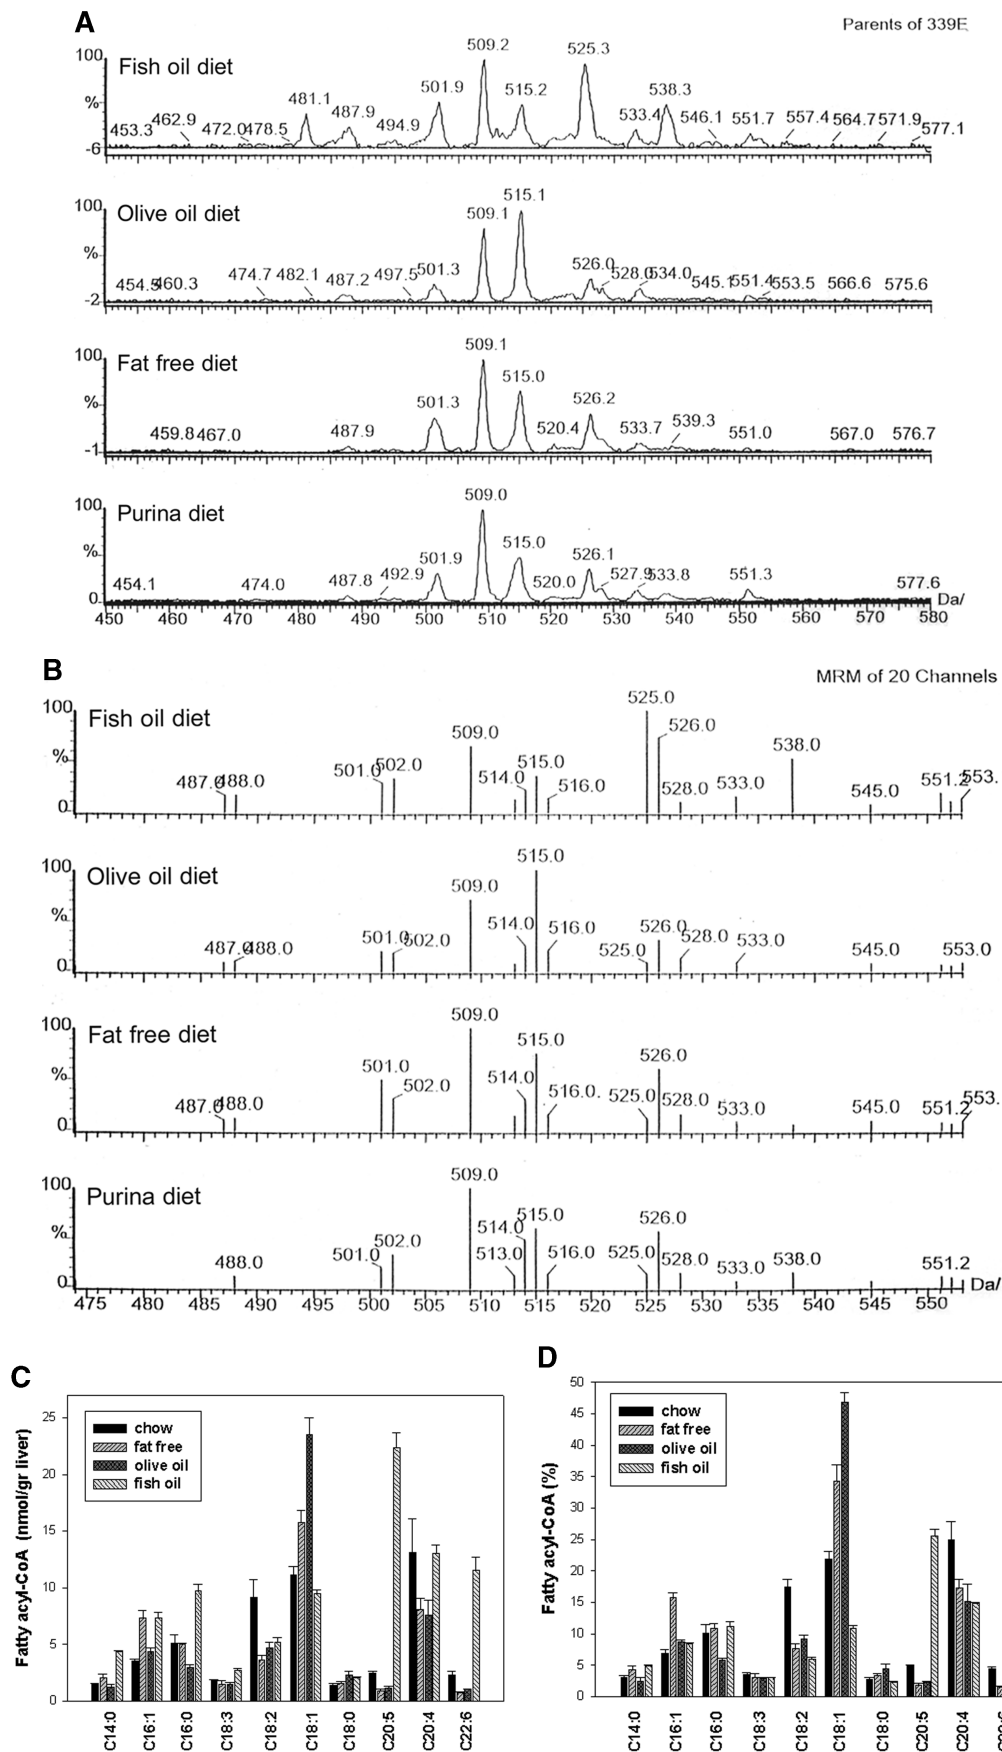 A
Parents of 339E
100
%
-6
Fish oil diet
453.3 462.9 472.0 478.5 481.1 487.9 494.9 501.9 509.2 515.2 525.3 533.4 538.3 546.1 551.7 557.4 564.7 571.9 577.1
100
%
-2
Olive oil diet
460.3 474.7 482.1 487.2 497.5 501.3 509.1 515.1 526.0 528.0 534.0 545.1 551.4 553.5 566.6 575.6
100
%
-1
Fat free diet
459.8 467.0 487.9 501.3 509.1 515.0 520.4 526.2 533.7 539.3 551.0 567.0 576.7
100
%
0
Purina diet
454.1 474.0 487.8 492.9 501.9 509.0 515.0 520.0 526.1 527.9 533.8 551.3 577.6
450 460 470 480 490 500 510 520 530 540 550 560 570 580 Da/
B
MRM of 20 Channels
100
%
0
Fish oil diet
487.0 488.0 501.0 502.0 509.0 514.0 515.0 516.0 525.0 526.0 528.0 533.0 538.0 545.0 551.2 553.
100
%
0
Olive oil diet
487.0 488.0 501.0 502.0 509.0 514.0 515.0 516.0 525.0 526.0 528.0 533.0 545.0 553.0
100
%
0
Fat free diet
487.0 488.0 501.0 502.0 509.0 514.0 515.0 516.0. 525.0 526.0 528.0 533.0 545.0 551.2 553.
100
%
0
Purina diet
488.0 501.0 502.0 509.0 513.0 514.0 515.0 516.0 525.0 526.0 528.0 533.0 538.0 551.2
475 480 485 490 495 500 505 510 515 520 525 530 535 540 545 550 Da/
C
Fatty acyl-CoA (nmol/gr liver)
25
20
15
10
5
0
chow
fat free
olive oil
fish oil
C14:0 C16:1 C16:0 C18:3 C18:2 C18:1 C18:0 C20:5 C20:4 C22:6
D
Fatty acyl-CoA (%)
50
45
40
35
30
25
20
15
10
5
0
chow
fat free
olive oil
fish oil
C14:0 C16:1 C16:0 C18:3 C18:2 C18:1 C18:0 C20:5 C20:4